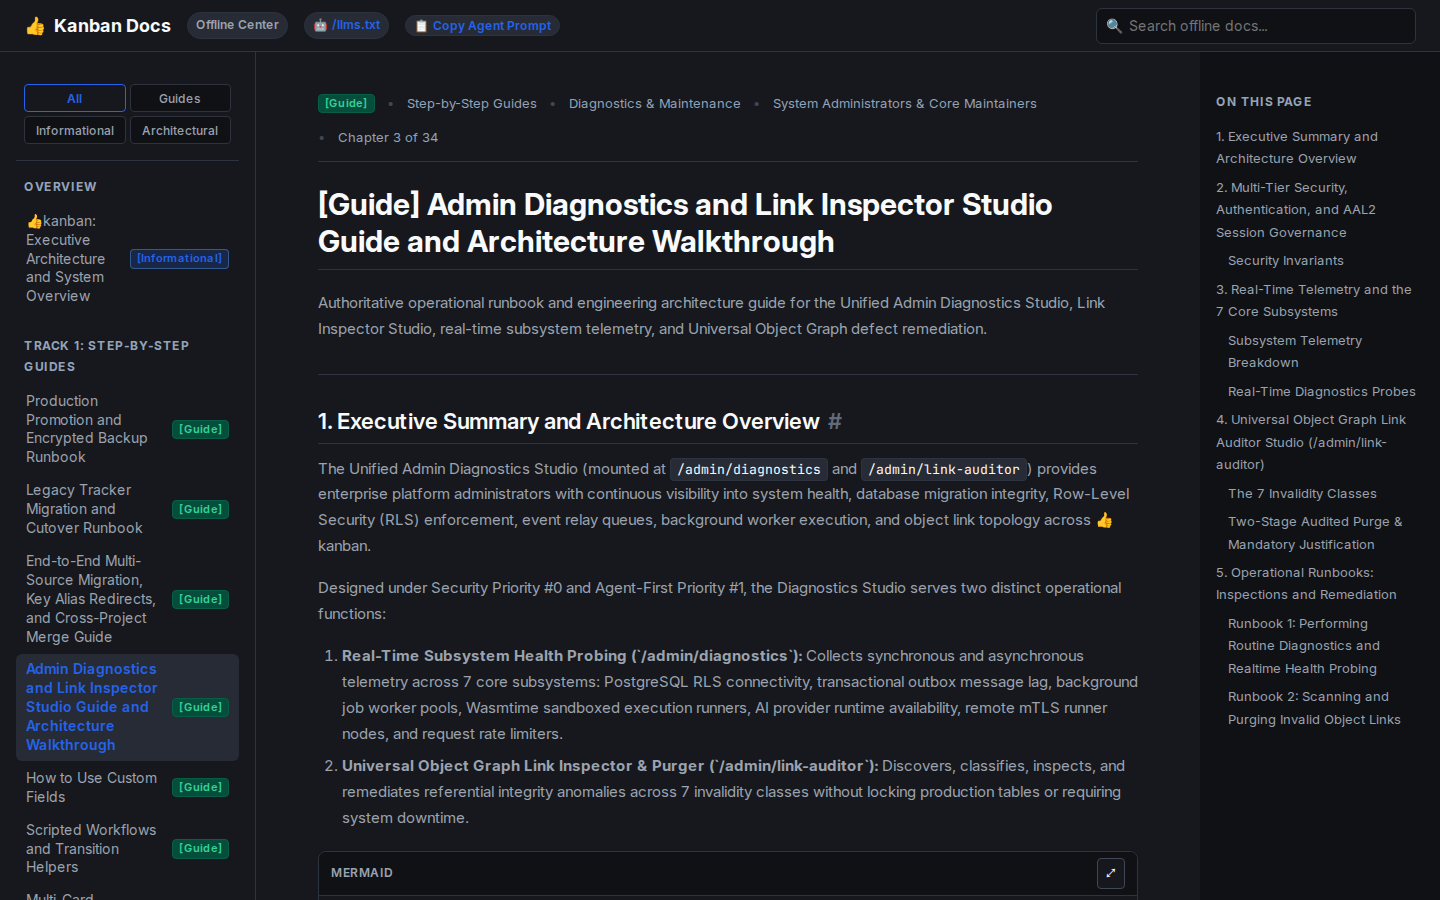 👍 Kanban Docs
Offline Center
🤖 /llms.txt
📋 Copy Agent Prompt
🔍 Search offline docs...
All
Guides
Informational
Architectural
OVERVIEW
👍kanban:
Executive
Architecture
and System
Overview
[Informational]
TRACK 1: STEP-BY-STEP
GUIDES
Production
Promotion and
Encrypted Backup
Runbook
[Guide]
Legacy Tracker
Migration and
Cutover Runbook
[Guide]
End-to-End Multi-
Source Migration,
Key Alias Redirects,
and Cross-Project
Merge Guide
[Guide]
Admin Diagnostics
and Link Inspector
Studio Guide and
Architecture
Walkthrough
[Guide]
How to Use Custom
Fields
[Guide]
Scripted Workflows
and Transition
Helpers
[Guide]
Multi-Card
[Guide] • Step-by-Step Guides • Diagnostics & Maintenance • System Administrators & Core Maintainers
• Chapter 3 of 34
[Guide] Admin Diagnostics and Link Inspector Studio
Guide and Architecture Walkthrough
Authoritative operational runbook and engineering architecture guide for the Unified Admin Diagnostics Studio, Link
Inspector Studio, real-time subsystem telemetry, and Universal Object Graph defect remediation.
1. Executive Summary and Architecture Overview #
The Unified Admin Diagnostics Studio (mounted at /admin/diagnostics and /admin/link-auditor) provides
enterprise platform administrators with continuous visibility into system health, database migration integrity, Row-Level
Security (RLS) enforcement, event relay queues, background worker execution, and object link topology across 👍
kanban.
Designed under Security Priority #0 and Agent-First Priority #1, the Diagnostics Studio serves two distinct operational
functions:
1. Real-Time Subsystem Health Probing (`/admin/diagnostics`): Collects synchronous and asynchronous
telemetry across 7 core subsystems: PostgreSQL RLS connectivity, transactional outbox message lag, background
job worker pools, Wasmtime sandboxed execution runners, AI provider runtime availability, remote mTLS runner
nodes, and request rate limiters.
2. Universal Object Graph Link Inspector & Purger (`/admin/link-auditor`): Discovers, classifies, inspects, and
remediates referential integrity anomalies across 7 invalidity classes without locking production tables or requiring
system downtime.
MERMAID
⤢
ON THIS PAGE
1. Executive Summary and
Architecture Overview
2. Multi-Tier Security,
Authentication, and AAL2
Session Governance
Security Invariants
3. Real-Time Telemetry and the
7 Core Subsystems
Subsystem Telemetry
Breakdown
Real-Time Diagnostics Probes
4. Universal Object Graph Link
Auditor Studio (/admin/link-
auditor)
The 7 Invalidity Classes
Two-Stage Audited Purge &
Mandatory Justification
5. Operational Runbooks:
Inspections and Remediation
Runbook 1: Performing
Routine Diagnostics and
Realtime Health Probing
Runbook 2: Scanning and
Purging Invalid Object Links